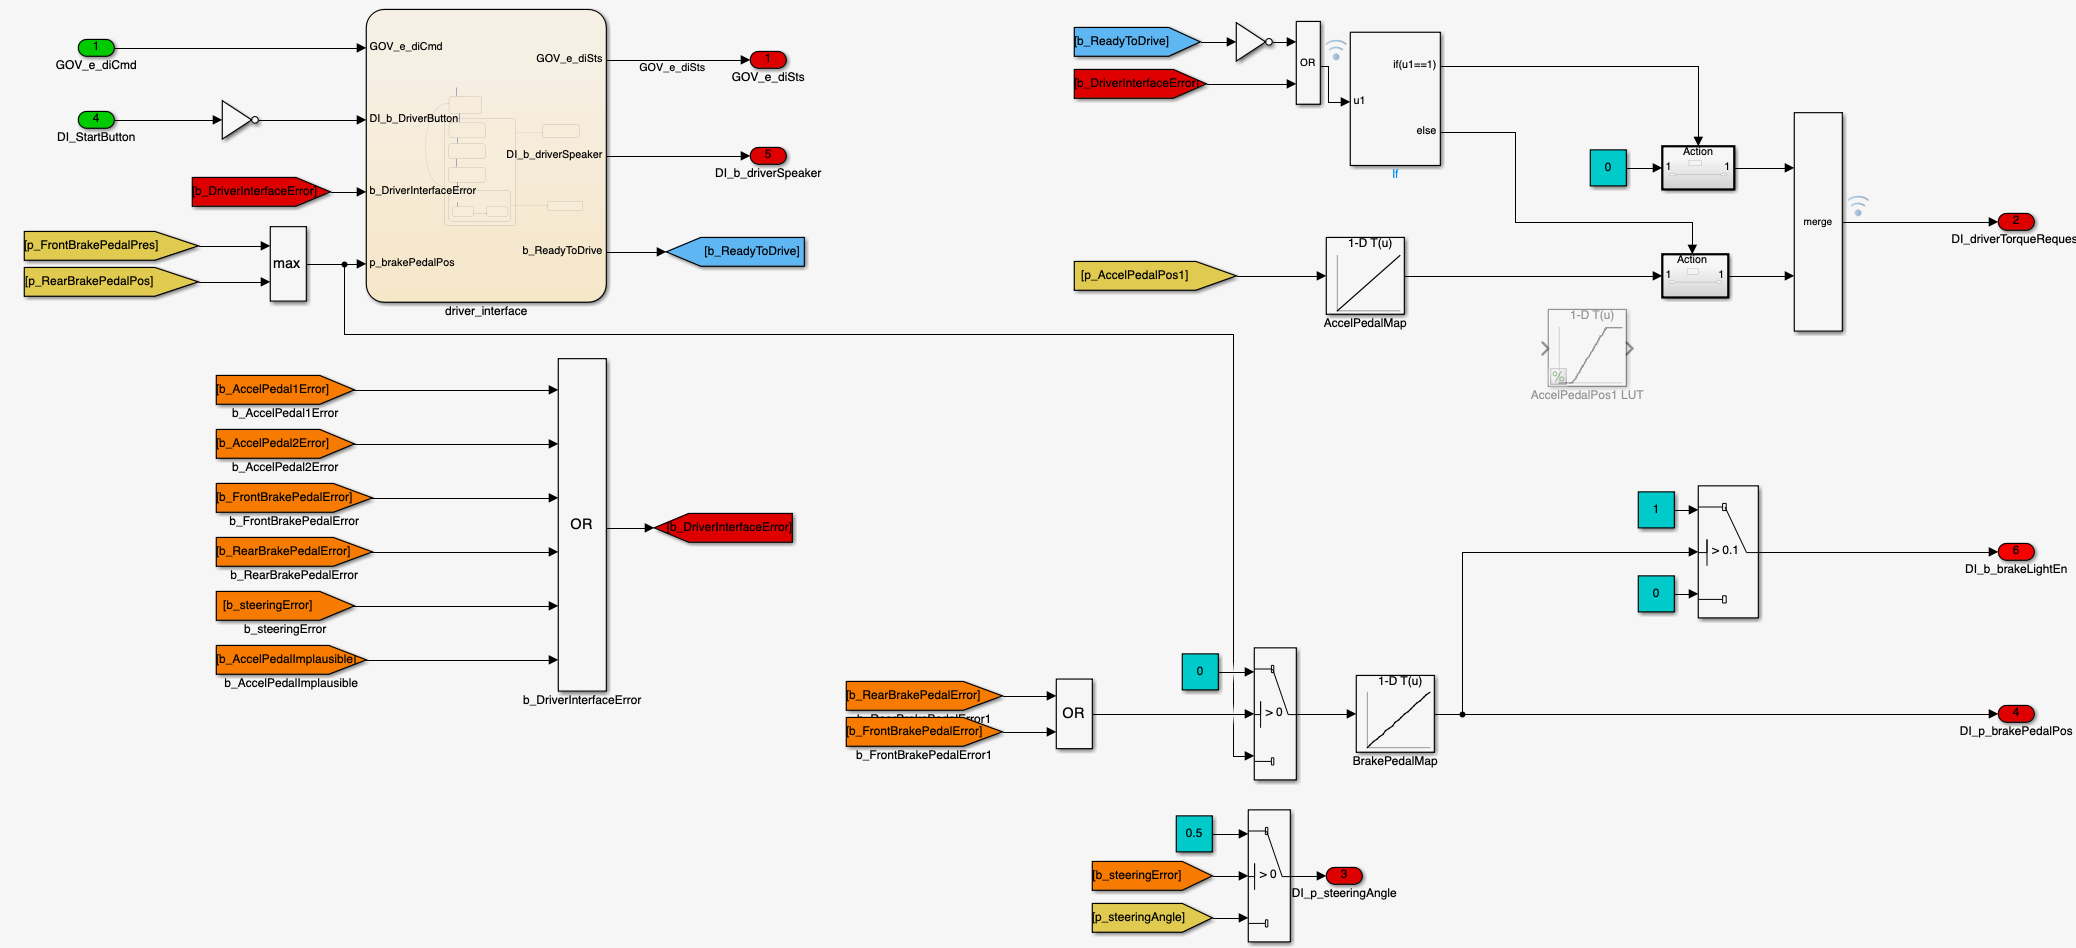 1
GOV_e_diCmd
4
DI_StartButton
[b_DriverInterfaceError]
[p_FrontBrakePedalPres]
[p_RearBrakePedalPos]
max
GOV_e_diCmd
DI_b_DriverButton
b_DriverInterfaceError
p_brakePedalPos
GOV_e_diSts
DI_b_driverSpeaker
b_ReadyToDrive
driver_interface
GOV_e_diSts
1
GOV_e_diSts
5
DI_b_driverSpeaker
[b_ReadyToDrive]
[b_ReadyToDrive]
[b_DriverInterfaceError]
OR
u1
if(u1==1)
else
If
0
Action
1 1
Action
1 1
merge
2
DI_driverTorqueReques
[p_AccelPedalPos1]
1-D T(u)
AccelPedalMap
1-D T(u)
%
AccelPedalPos1 LUT
[b_AccelPedal1Error]
b_AccelPedal1Error
[b_AccelPedal2Error]
b_AccelPedal2Error
[b_FrontBrakePedalError]
b_FrontBrakePedalError
[b_RearBrakePedalError]
b_RearBrakePedalError
[b_steeringError]
b_steeringError
[b_AccelPedalImplausible]
b_AccelPedalImplausible
OR
b_DriverInterfaceError
[b_DriverInterfaceError]
1
> 0.1
0
6
DI_b_brakeLightEn
[b_RearBrakePedalError]
b_RearBrakePedalError1
[b_FrontBrakePedalError]
b_FrontBrakePedalError1
OR
0
> 0
1-D T(u)
BrakePedalMap
4
DI_p_brakePedalPos
0.5
[b_steeringError]
[p_steeringAngle]
> 0
3
DI_p_steeringAngle